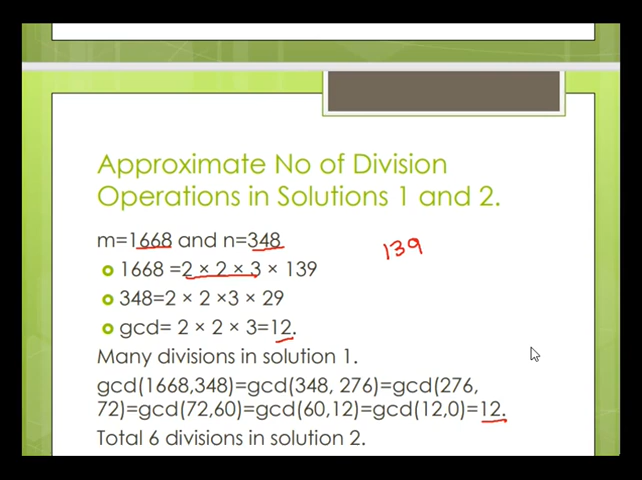 Approximate No of Division
Operations in Solutions 1 and 2.
m=1668 and n=348
139
1668 =2 × 2 × 3 × 139
348=2 × 2 ×3 × 29
gcd= 2 × 2 × 3=12.
Many divisions in solution 1.
gcd(1668,348)=gcd(348, 276)=gcd(276,
72)=gcd(72,60)=gcd(60,12)=gcd(12,0)=12.
Total 6 divisions in solution 2.